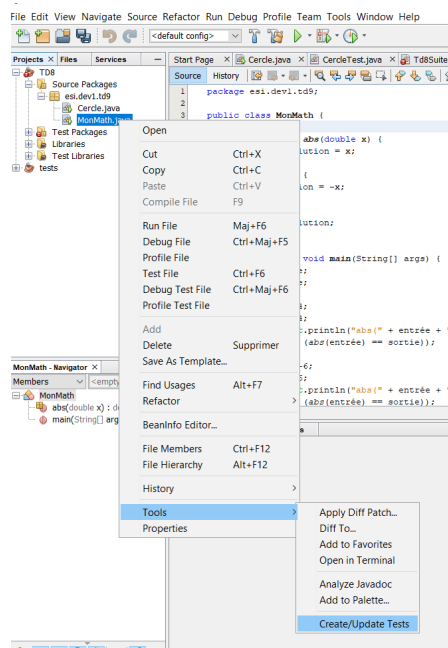 File Edit View Navigate Source Refactor Run Debug Profile Team Tools Window Help
<default config>
Projects × Files Services
Start Page × Cercle.java × CercleTest.java × Td8Suite
TD8
Source History
Source Packages
1 package esi.dev1.td9;
esi.dev1.td9
2
Cercle.java
3 public class MonMath {
MonMath.java
Test Packages
Libraries
Test Libraries
tests
abs(double x) {
lution = x;
{
ion = -x;
lution;
void main(String[] args) {
e;
e;
;
;
c.println("abs(" + entrée + "
(abs(entrée) == sortie));
-6;
6;
c.println("abs(" + entrée + "
(abs(entrée) == sortie));
Open
Cut Ctrl+X
Copy Ctrl+C
Paste Ctrl+V
Compile File F9
Run File Maj+F6
Debug File Ctrl+Maj+F5
Profile File
Test File Ctrl+F6
Debug Test File Ctrl+Maj+F6
Profile Test File
Add
Delete Supprimer
Save As Template...
Find Usages Alt+F7
Refactor
BeanInfo Editor...
File Members Ctrl+F12
File Hierarchy Alt+F12
History
Tools
Properties
MonMath - Navigator ×
Members <empty
MonMath
abs(double x) : d
main(String[] arg
s
Apply Diff Patch...
Diff To...
Add to Favorites
Open in Terminal
Analyze Javadoc
Add to Palette...
Create/Update Tests